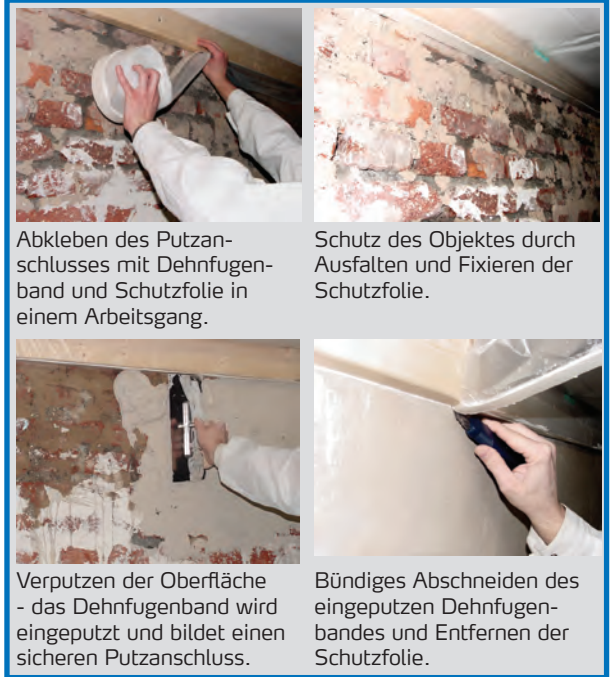 Abkleben des Putzan-
schlusses mit Dehnfugen-
band und Schutzfolie in
einem Arbeitsgang.
Schutz des Objektes durch
Ausfalten und Fixieren der
Schutzfolie.
Verputzen der Oberfläche
- das Dehnfugenband wird
eingeputzt und bildet einen
sicheren Putzanschluss.
Bündiges Abschneiden des
eingeputzen Dehnfugen-
bandes und Entfernen der
Schutzfolie.